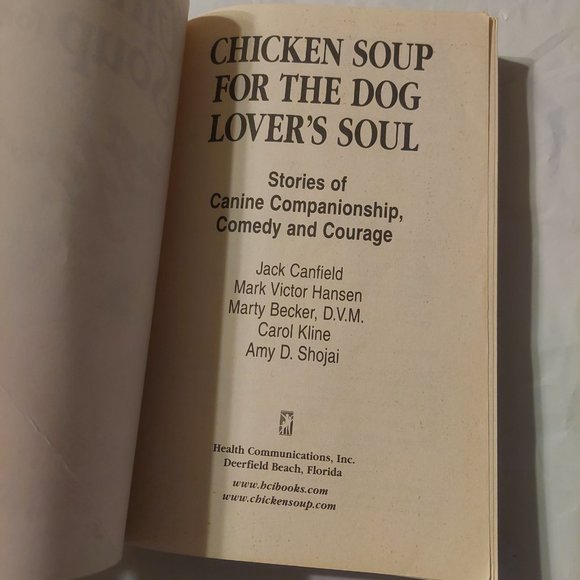 CHICKEN SOUP
FOR THE DOG
LOVER'S SOUL
Stories of
Canine Companionship,
Comedy and Courage
Jack Canfield
Mark Victor Hansen
Marty Becker, D.V.M.
Carol Kline
Amy D. Shojai
Health Communications, Inc.
Deerfield Beach, Florida
www.hcibooks.com
www.chickensoup.com